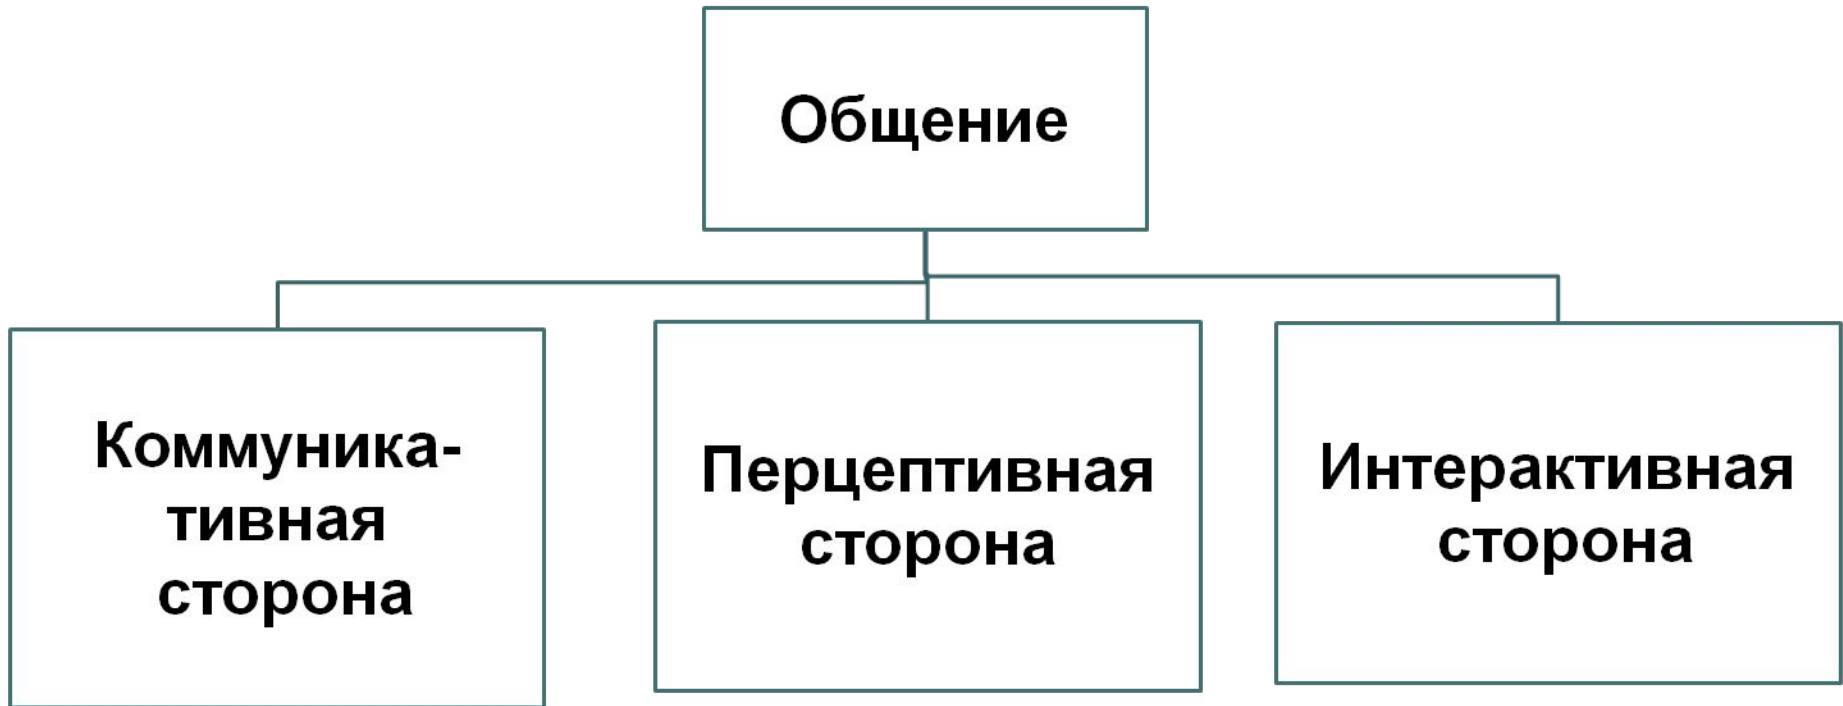 Общение
Коммуника-
тивная
сторона
Перцептивная
сторона
Интерактивная
сторона